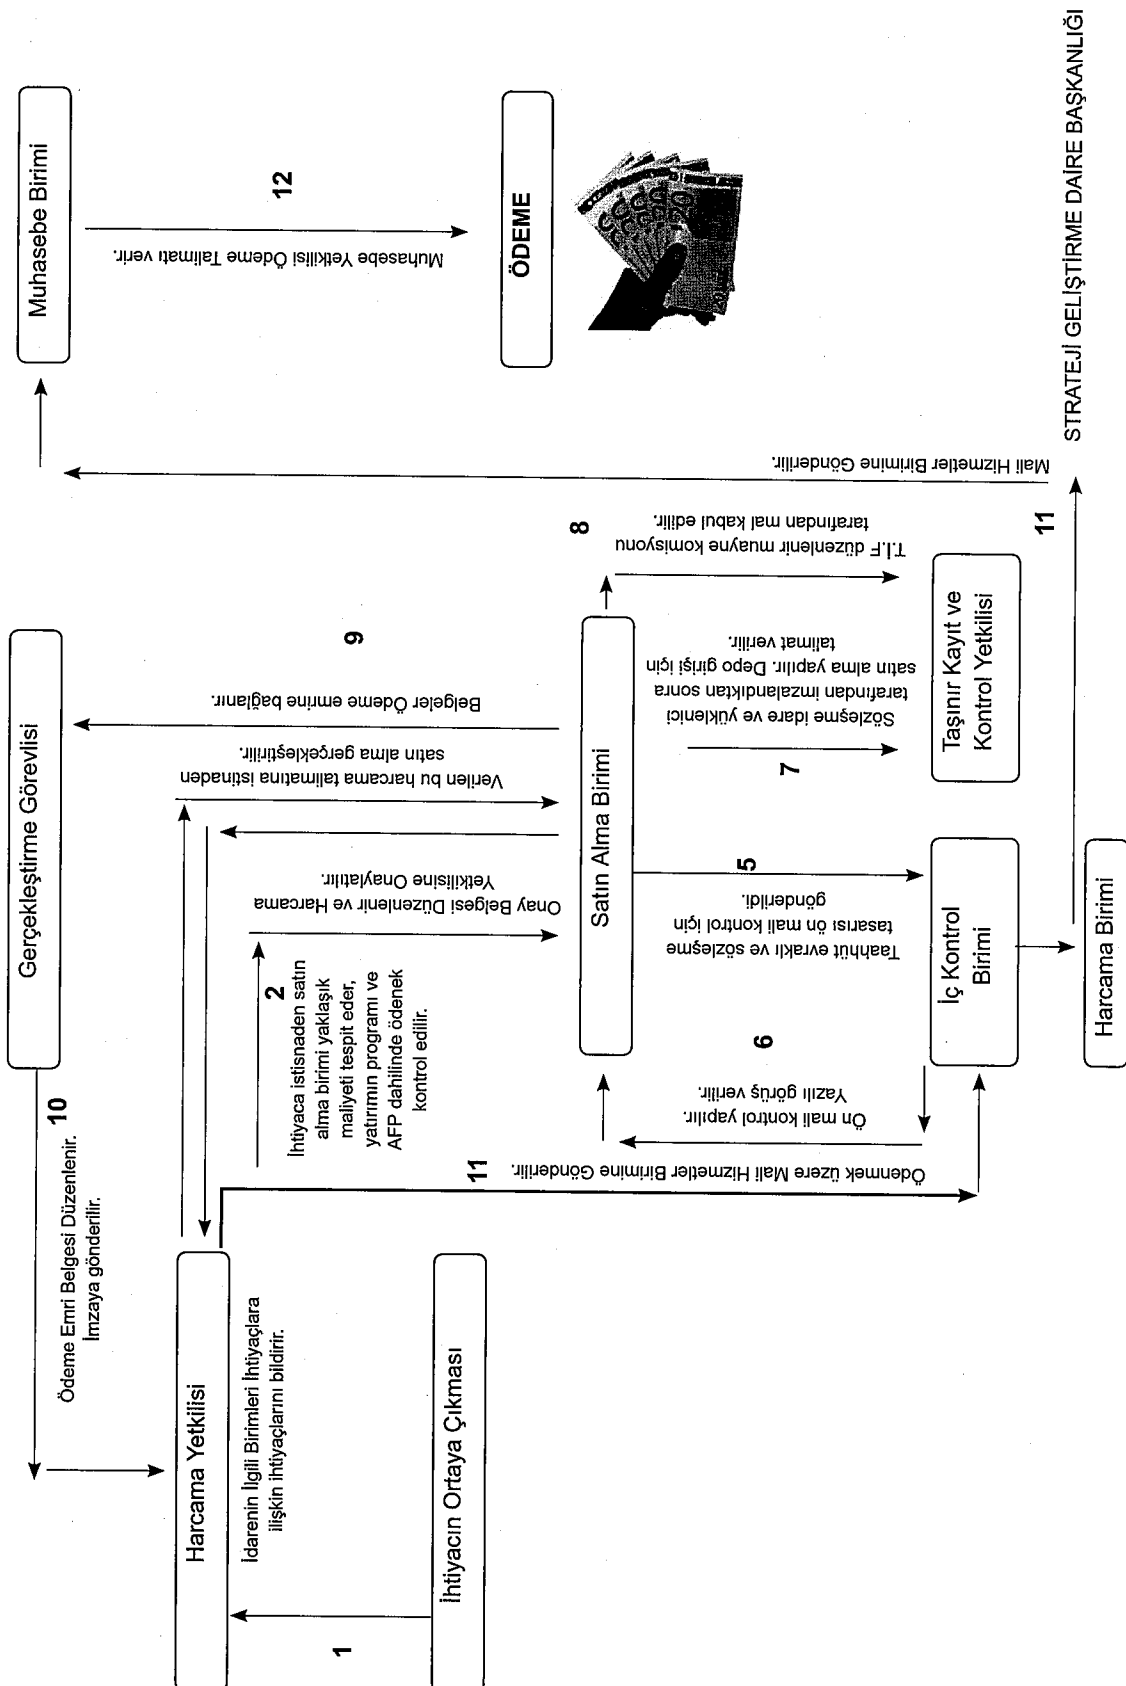 Gerçekleştirme Görevlisi
Muhasebe Birimi
10
Ödeme Emri Belgesi Düzenlenir.
İmzaya gönderilir.
Harcama Yetkilisi
İdarenin İlgili Birimleri İhtiyaçlara
ilişkin ihtiyaçlarını bildirir.
1
İhtiyacın Ortaya Çıkması
2
İhtiyaca istisnaden satın
alma birimi yaklaşık
maliyeti tespit eder,
yatırımın programı ve
AFP dahilinde ödenek
kontrol edilir.
Onay Belgesi Düzenlenir ve Harcama
Yetkilisine Onaylatılır.
Verilen bu harcama talimatına istinaden
satın alma gerçekleştirilir.
Belgeler Ödeme emrine bağlanır.
9
12
Muhasebe Yetkilisi Ödeme Talimatı verir.
ÖDEME
11
Ödenmek üzere Mali Hizmetler Birimine Gönderilir.
Satın Alma Birimi
6
Ön mali kontrol yapılır.
Yazılı görüş verilir.
5
Taahhüt evraklı ve sözleşme
tasarısı ön mali kontrol için
gönderildi.
7
Sözleşme idare ve yüklenici
tarafından imzalandıktan sonra
satın alma yapılır. Depo girişi için
talimat verilir.
8
T.İ.F düzenlenir muayne komisyonu
tarafından mal kabul edilir.
Mali Hizmetler Birimine Gönderilir.
İç Kontrol
Birimi
Taşınır Kayıt ve
Kontrol Yetkilisi
11
Harcama Birimi
STRATEJİ GELİŞTİRME DAİRE BAŞKANLIĞI